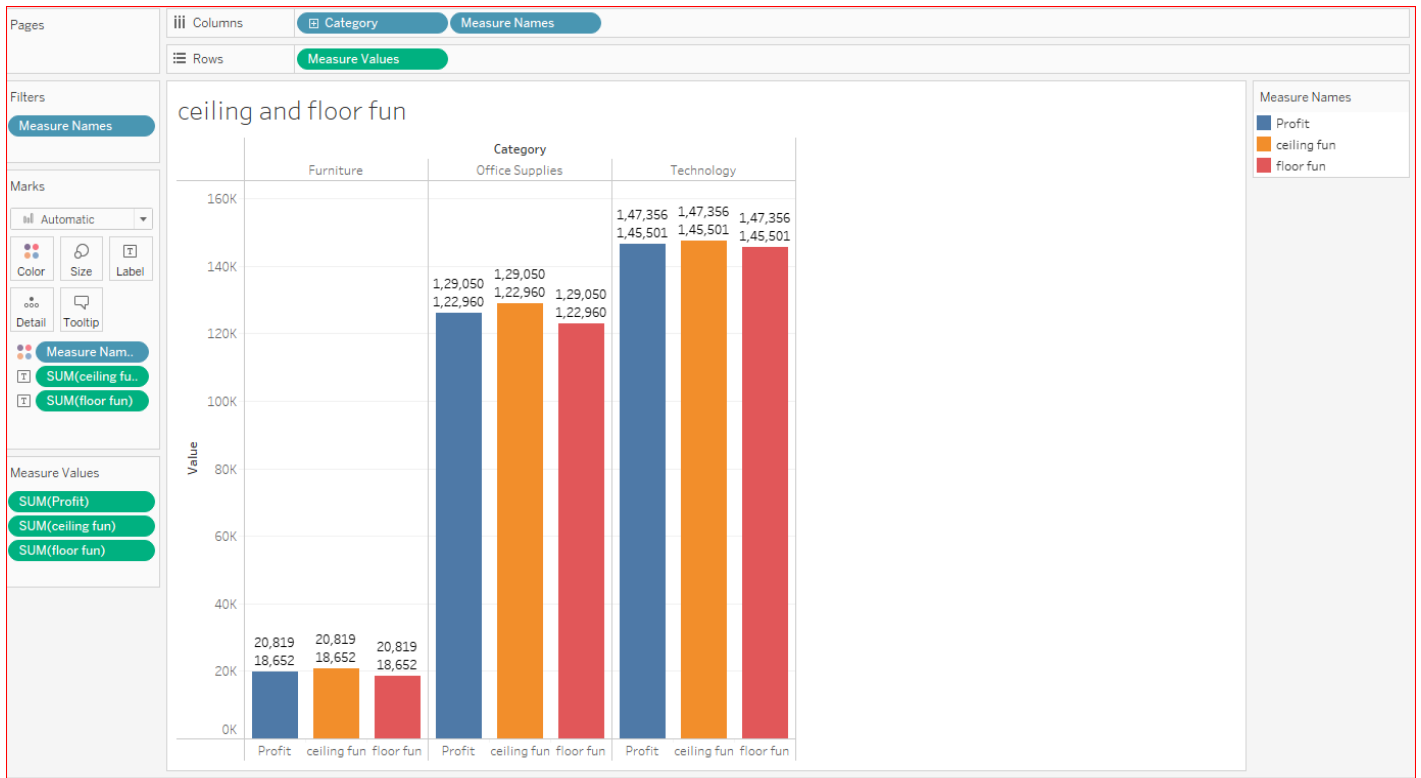 Pages
Columns
Category
Measure Names
Rows
Measure Values
Filters
Measure Names
Marks
Automatic
Color
Size
Label
Detail
Tooltip
Measure Nam..
SUM(ceiling fu..
SUM(floor fun)
Measure Values
SUM(Profit)
SUM(ceiling fun)
SUM(floor fun)
ceiling and floor fun
Category
Furniture
Office Supplies
Technology
Value
160K
140K
120K
100K
80K
60K
40K
20K
0K
20,819
18,652
20,819
18,652
20,819
18,652
1,29,050
1,22,960
1,29,050
1,22,960
1,29,050
1,22,960
1,47,356
1,45,501
1,47,356
1,45,501
1,47,356
1,45,501
Profit ceiling fun floor fun
Profit ceiling fun floor fun
Profit ceiling fun floor fun
Measure Names
Profit
ceiling fun
floor fun